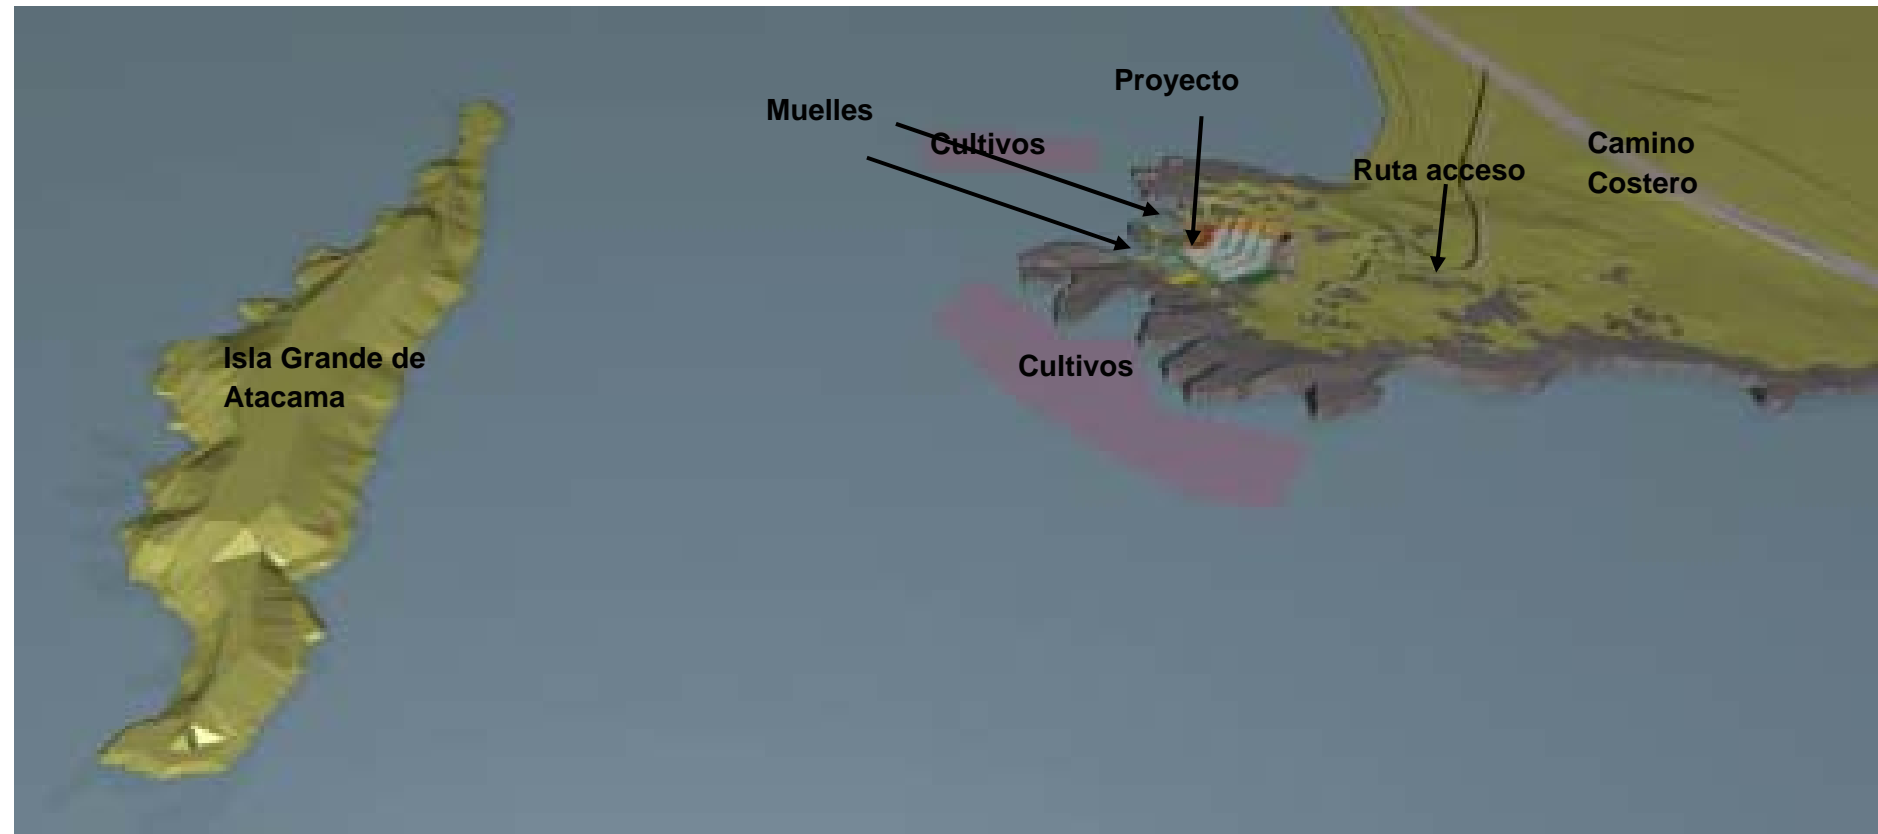 Proyecto
Muelles
Cultivos
Camino
Costero
Ruta acceso
Isla Grande de
Atacama
Cultivos